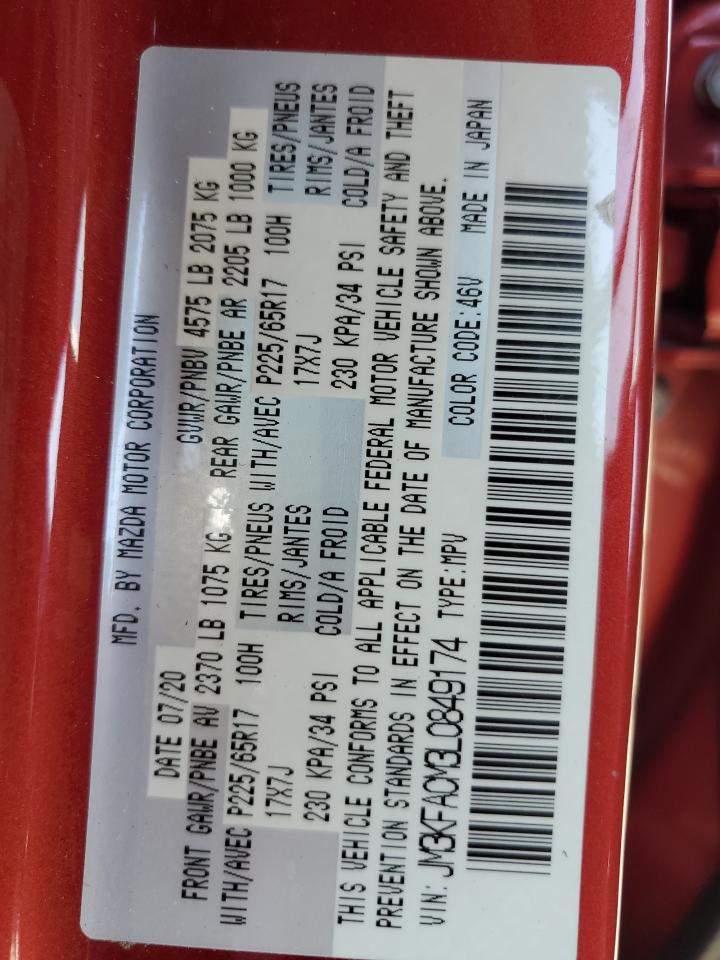 MFD. BY MAZDA MOTOR CORPORATION
DATE 07/20 GVWR/PNBV 4575 LB 2075 KG
FRONT GAWR/PNBE AV 2370 LB 1075 KG REAR GAWR/PNBE AR 2205 LB 1000 KG
WITH/AVEC P225/65R17 100H TIRES/PNEUS WITH/AVEC P225/65R17 100H TIRES/PNEUS
17X7J RIMS/JANTES 17X7J RIMS/JANTES
230 KPA/34 PSI COLD/A FROID 230 KPA/34 PSI COLD/A FROID
THIS VEHICLE CONFORMS TO ALL APPLICABLE FEDERAL MOTOR VEHICLE SAFETY AND THEFT
PREVENTION STANDARDS IN EFFECT ON THE DATE OF MANUFACTURE SHOWN ABOVE.
VIN: JM3KFACM3L0849174 TYPE:MPV COLOR CODE:46V MADE IN JAPAN